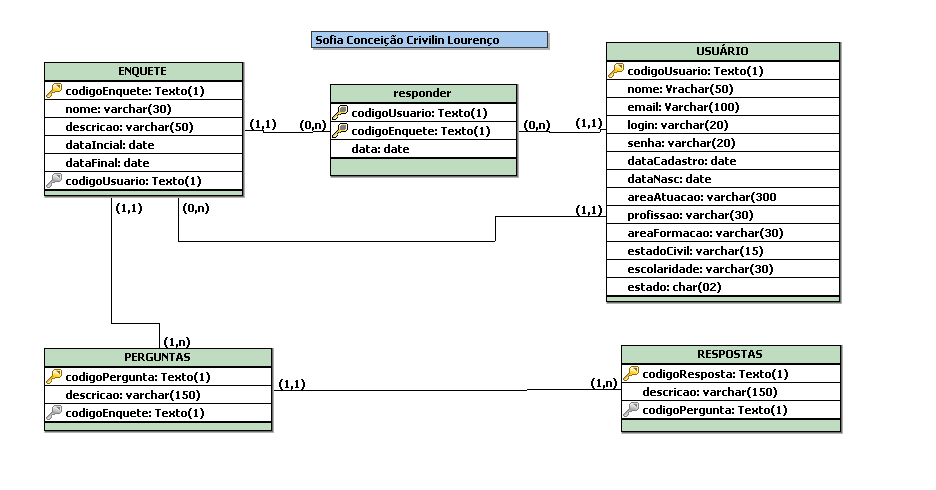 Sofia Conceição Crivilin Lourenço
ENQUETE
codigoEnquete: Texto(1)
nome: varchar(30)
descricao: varchar(50)
dataIncial: date
dataFinal: date
codigoUsuario: Texto(1)
(1,1)
(0,n)
responder
codigoUsuario: Texto(1)
codigoEnquete: Texto(1)
data: date
(0,n)
(1,1)
USUÁRIO
codigoUsuario: Texto(1)
nome: Vrachar(50)
email: Vrachar(100)
login: varchar(20)
senha: varchar(20)
dataCadastro: date
dataNasc: date
areaAtuacao: varchar(300
profissao: varchar(30)
areaFormacao: varchar(30)
estadoCivil: varchar(15)
escolaridade: varchar(30)
estado: char(02)
(1,1)
(0,n)
(1,1)
(1,n)
PERGUNTAS
codigoPergunta: Texto(1)
descricao: varchar(150)
codigoEnquete: Texto(1)
(1,1)
(1,n)
RESPOSTAS
codigoResposta: Texto(1)
descricao: varchar(150)
codigoPergunta: Texto(1)